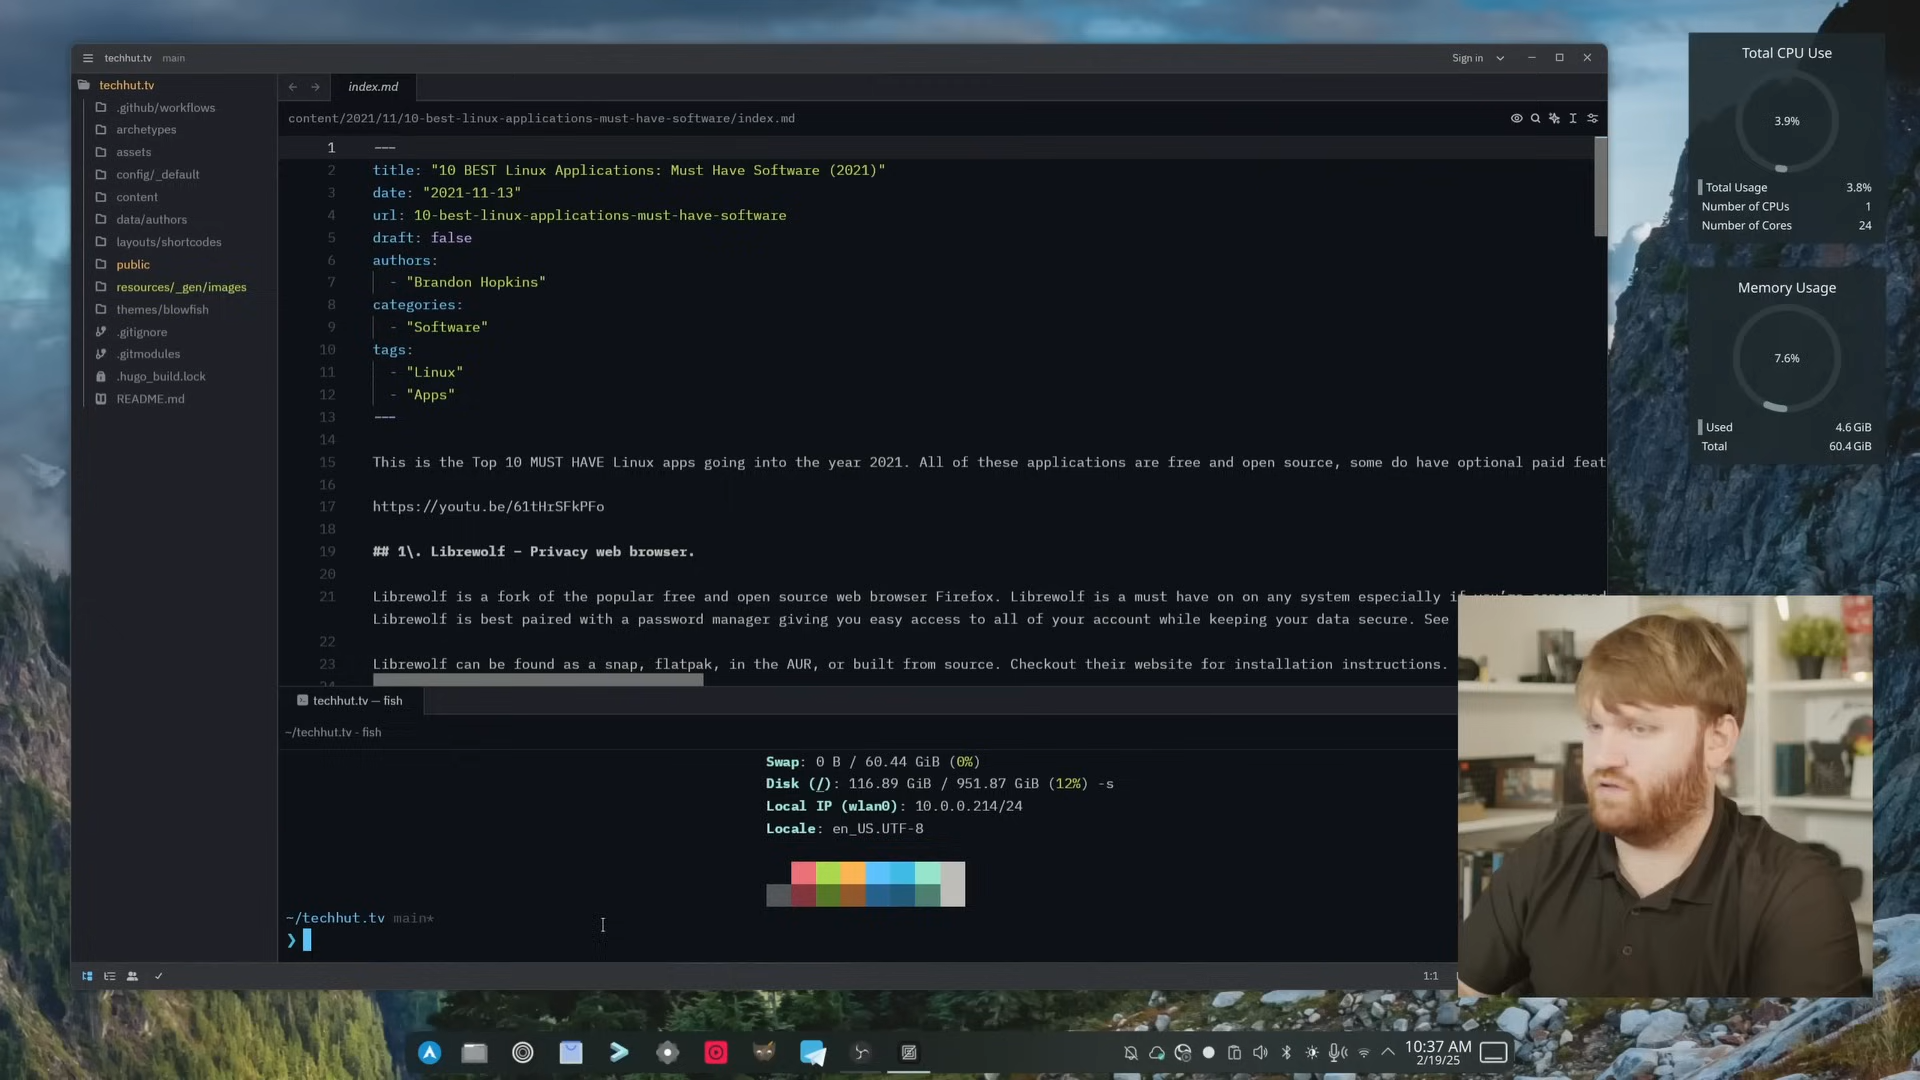 techhut.tv main
Sign in
techhut.tv
.github/workflows
archetypes
assets
config/_default
content
data/authors
layouts/shortcodes
public
resources/_gen/images
themes/blowfish
.gitignore
.gitmodules
.hugo_build.lock
README.md
index.md
content/2021/11/10-best-linux-applications-must-have-software/index.md
1 ---
2 title: "10 BEST Linux Applications: Must Have Software (2021)"
3 date: "2021-11-13"
4 url: 10-best-linux-applications-must-have-software
5 draft: false
6 authors:
7 - "Brandon Hopkins"
8 categories:
9 - "Software"
10 tags:
11 - "Linux"
12 - "Apps"
13 ---
14
15 This is the Top 10 MUST HAVE Linux apps going into the year 2021. All of these applications are free and open source, some do have optional paid feat
16
17 https://youtu.be/61tHrSFkPFo
18
19 ## 1\. Librewolf – Privacy web browser.
20
21 Librewolf is a fork of the popular free and open source web browser Firefox. Librewolf is a must have on on any system especially if
Librewolf is best paired with a password manager giving you easy access to all of your account while keeping your data secure. See
22
23 Librewolf can be found as a snap, flatpak, in the AUR, or built from source. Checkout their website for installation instructions.
techhut.tv — fish
~/techhut.tv - fish
Swap: 0 B / 60.44 GiB (0%)
Disk (/): 116.89 GiB / 951.87 GiB (12%) -s
Local IP (wlan0): 10.0.0.214/24
Locale: en_US.UTF-8
~/techhut.tv main*
❯
1:1
Total CPU Use
3.9%
Total Usage 3.8%
Number of CPUs 1
Number of Cores 24
Memory Usage
7.6%
Used 4.6 GiB
Total 60.4 GiB
10:37 AM
2/19/25